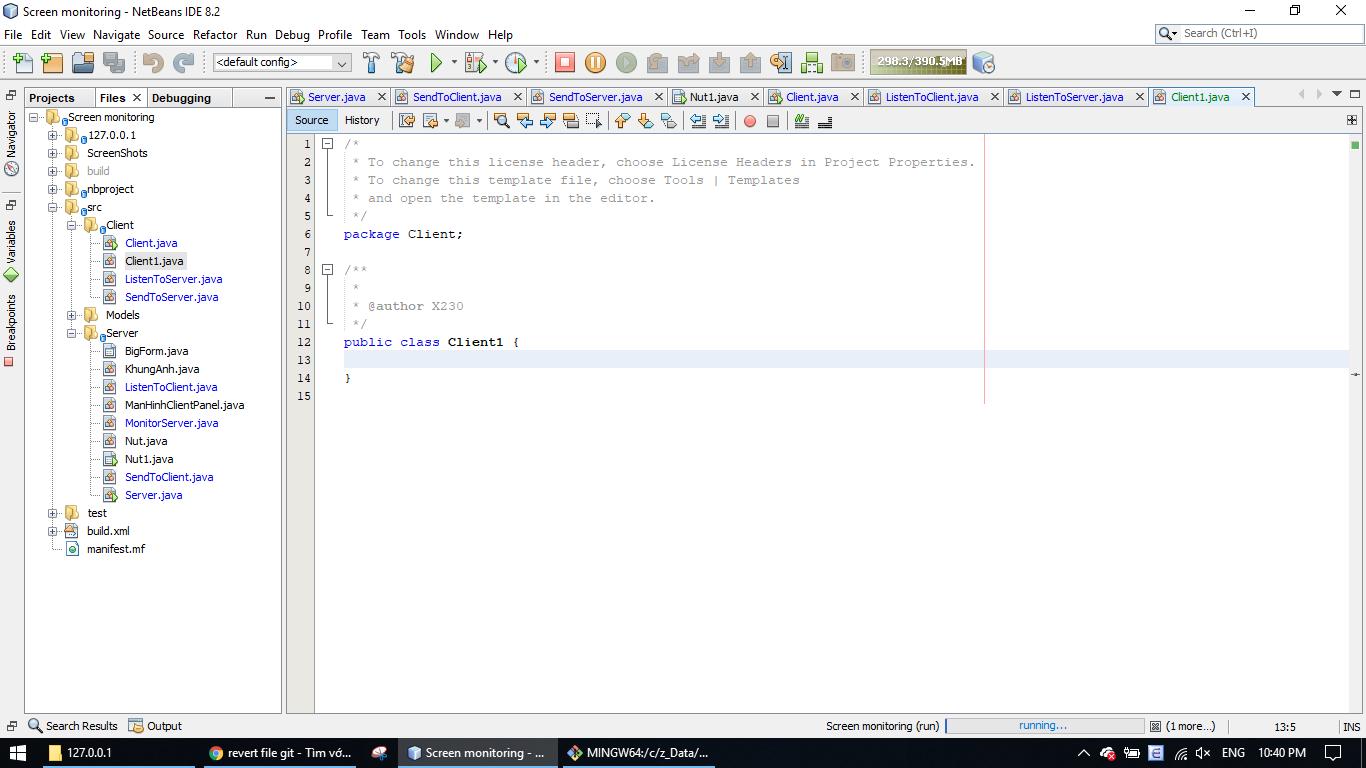 Screen monitoring - NetBeans IDE 8.2
File Edit View Navigate Source Refactor Run Debug Profile Team Tools Window Help
Search (Ctrl+I)
<default config>
298.3/390.5MB
Projects Files Debugging
Server.java SendToClient.java SendToServer.java Nut1.java Client.java ListenToClient.java ListenToServer.java Client1.java
Source History
Navigator
Variables
Breakpoints
Screen monitoring
127.0.0.1
ScreenShots
build
nbproject
src
Client
Client.java
Client1.java
ListenToServer.java
SendToServer.java
Models
Server
BigForm.java
KhungAnh.java
ListenToClient.java
ManHinhClientPanel.java
MonitorServer.java
Nut.java
Nut1.java
SendToClient.java
Server.java
test
build.xml
manifest.mf
1 /*
2 * To change this license header, choose License Headers in Project Properties.
3 * To change this template file, choose Tools | Templates
4 * and open the template in the editor.
5 */
6 package Client;
7
8 /**
9 *
10 * @author X230
11 */
12 public class Client1 {
13
14 }
15
Search Results Output
Screen monitoring (run) running... (1 more...) 13:5 INS
127.0.0.1 revert file git - Tìm vớ... Screen monitoring - ... MINGW64:/c/z_Data/... ENG 10:40 PM